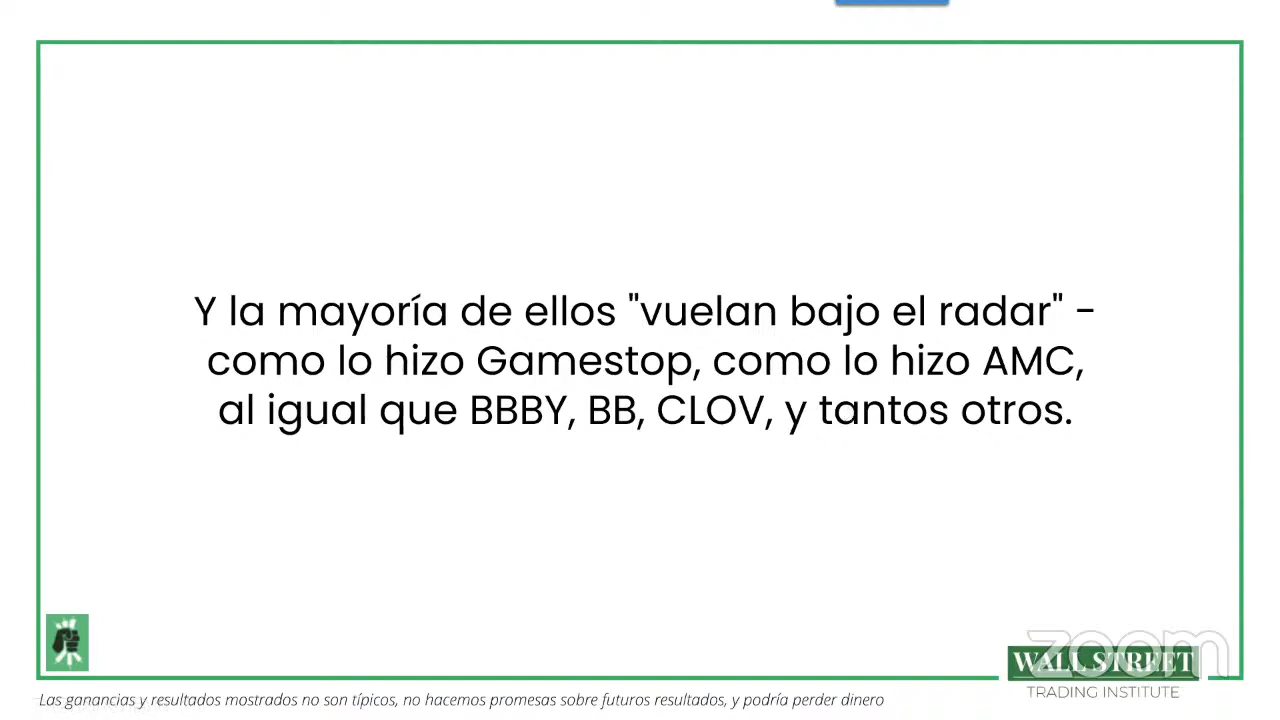 Y la mayoría de ellos "vuelan bajo el radar" -
como lo hizo Gamestop, como lo hizo AMC,
al igual que BBBY, BB, CLOV, y tantos otros.
zoom
WALL STREET
TRADING INSTITUTE
Las ganancias y resultados mostrados no son típicos, no hacemos promesas sobre futuros resultados, y podría perder dinero